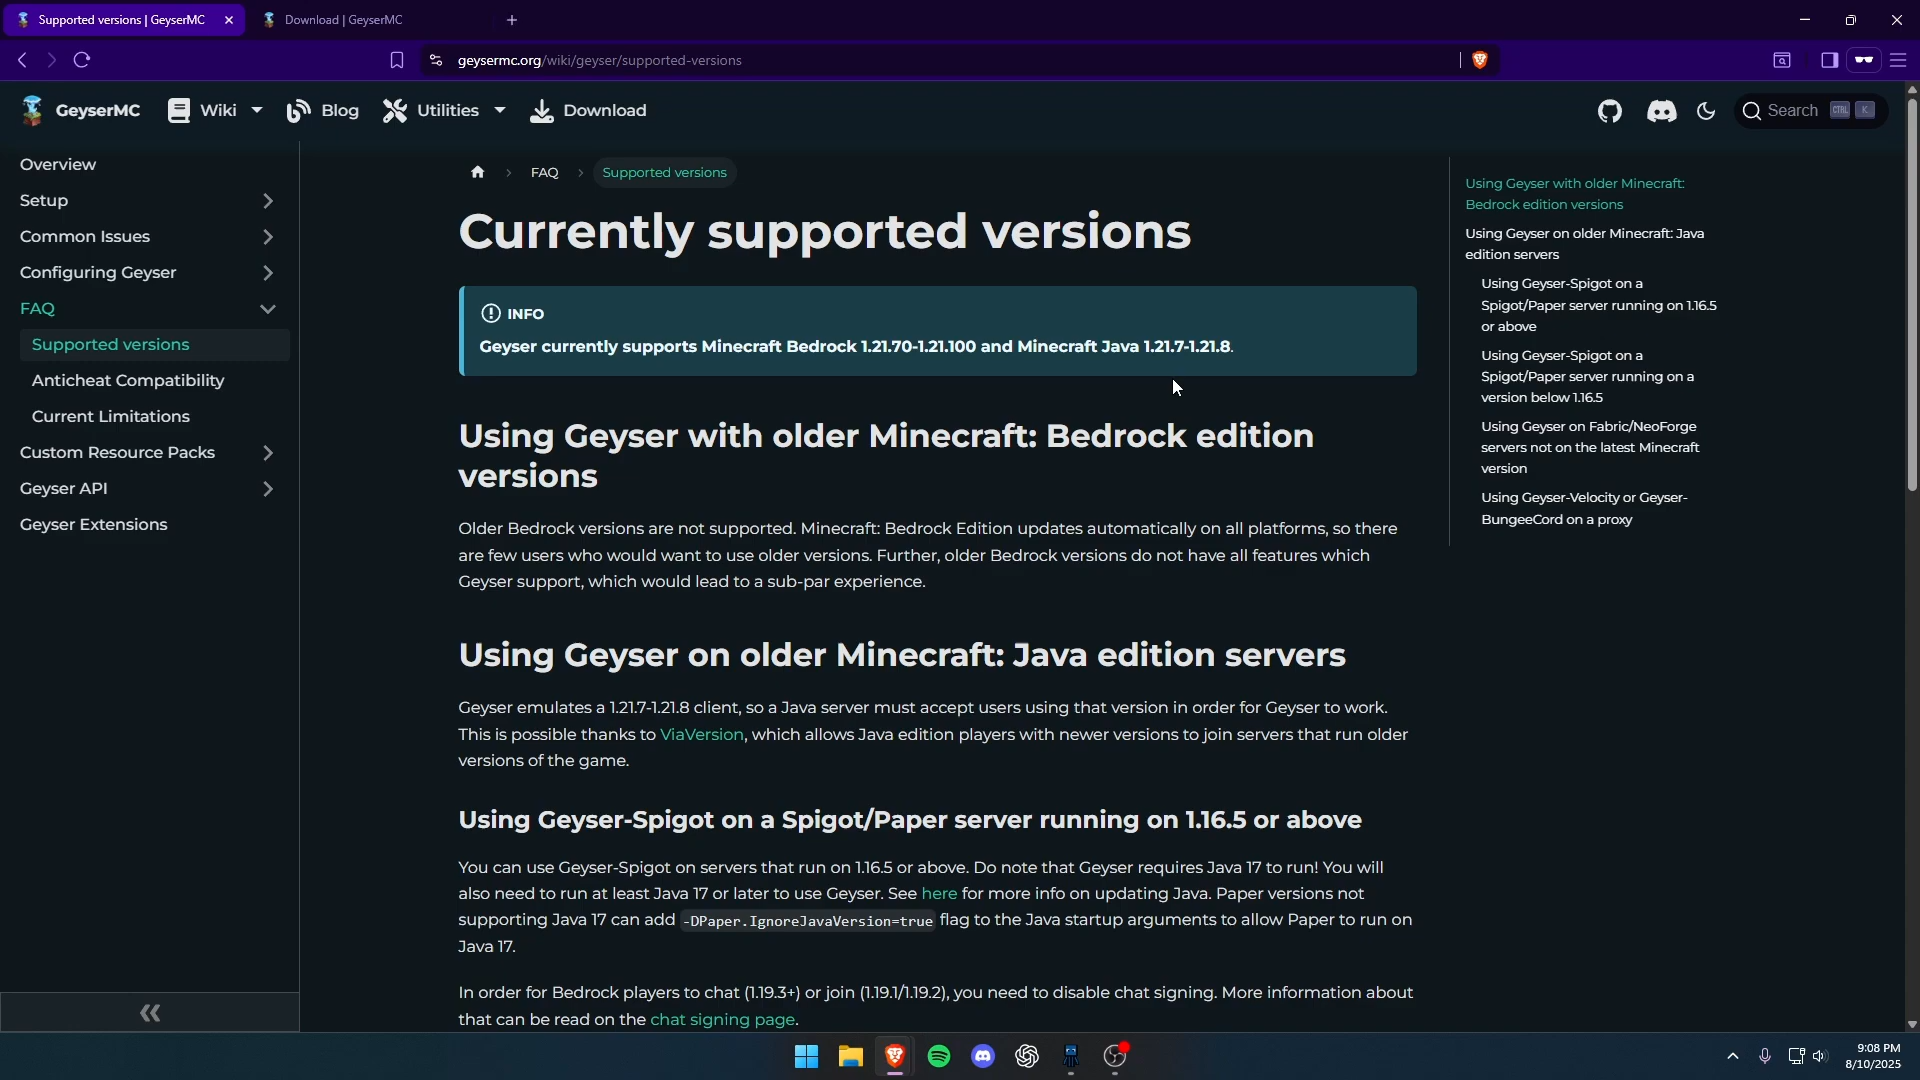 Supported versions | GeyserMC
Download | GeyserMC
geysermc.org/wiki/geyser/supported-versions
GeyserMC
Wiki
Blog
Utilities
Download
Search CTRL K
Overview
Setup
Common Issues
Configuring Geyser
FAQ
Supported versions
Anticheat Compatibility
Current Limitations
Custom Resource Packs
Geyser API
Geyser Extensions
FAQ
Supported versions
Currently supported versions
INFO
Geyser currently supports Minecraft Bedrock 1.21.70-1.21.100 and Minecraft Java 1.21.7-1.21.8.
Using Geyser with older Minecraft: Bedrock edition
versions
Older Bedrock versions are not supported. Minecraft: Bedrock Edition updates automatically on all platforms, so there
are few users who would want to use older versions. Further, older Bedrock versions do not have all features which
Geyser support, which would lead to a sub-par experience.
Using Geyser on older Minecraft: Java edition servers
Geyser emulates a 1.21.7-1.21.8 client, so a Java server must accept users using that version in order for Geyser to work.
This is possible thanks to ViaVersion, which allows Java edition players with newer versions to join servers that run older
versions of the game.
Using Geyser-Spigot on a Spigot/Paper server running on 1.16.5 or above
You can use Geyser-Spigot on servers that run on 1.16.5 or above. Do note that Geyser requires Java 17 to run! You will
also need to run at least Java 17 or later to use Geyser. See here for more info on updating Java. Paper versions not
supporting Java 17 can add -DPaper.IgnoreJavaVersion=true flag to the Java startup arguments to allow Paper to run on
Java 17.
In order for Bedrock players to chat (1.19.3+) or join (1.19.1/1.19.2), you need to disable chat signing. More information about
that can be read on the chat signing page.
Using Geyser with older Minecraft:
Bedrock edition versions
Using Geyser on older Minecraft: Java
edition servers
Using Geyser-Spigot on a
Spigot/Paper server running on 1.16.5
or above
Using Geyser-Spigot on a
Spigot/Paper server running on a
version below 1.16.5
Using Geyser on Fabric/NeoForge
servers not on the latest Minecraft
version
Using Geyser-Velocity or Geyser-
BungeeCord on a proxy
9:08 PM
8/10/2025